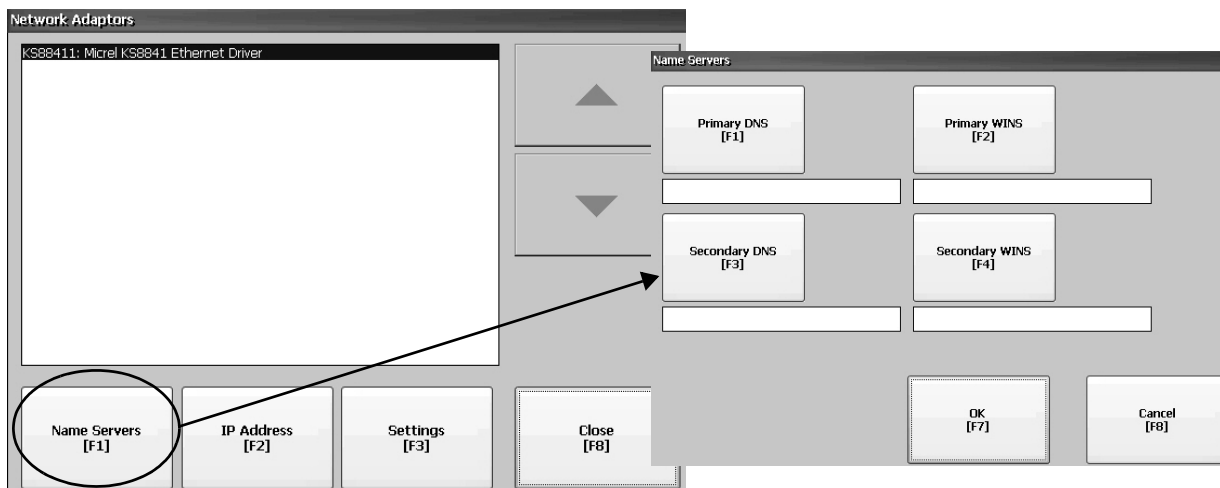 Network Adaptors
KS88411: Micrel KS8841 Ethernet Driver
Name Servers
[F1]
IP Address
[F2]
Settings
[F3]
Close
[F8]
Name Servers
Primary DNS
[F1]
Primary WINS
[F2]
Secondary DNS
[F3]
Secondary WINS
[F4]
OK
[F7]
Cancel
[F8]